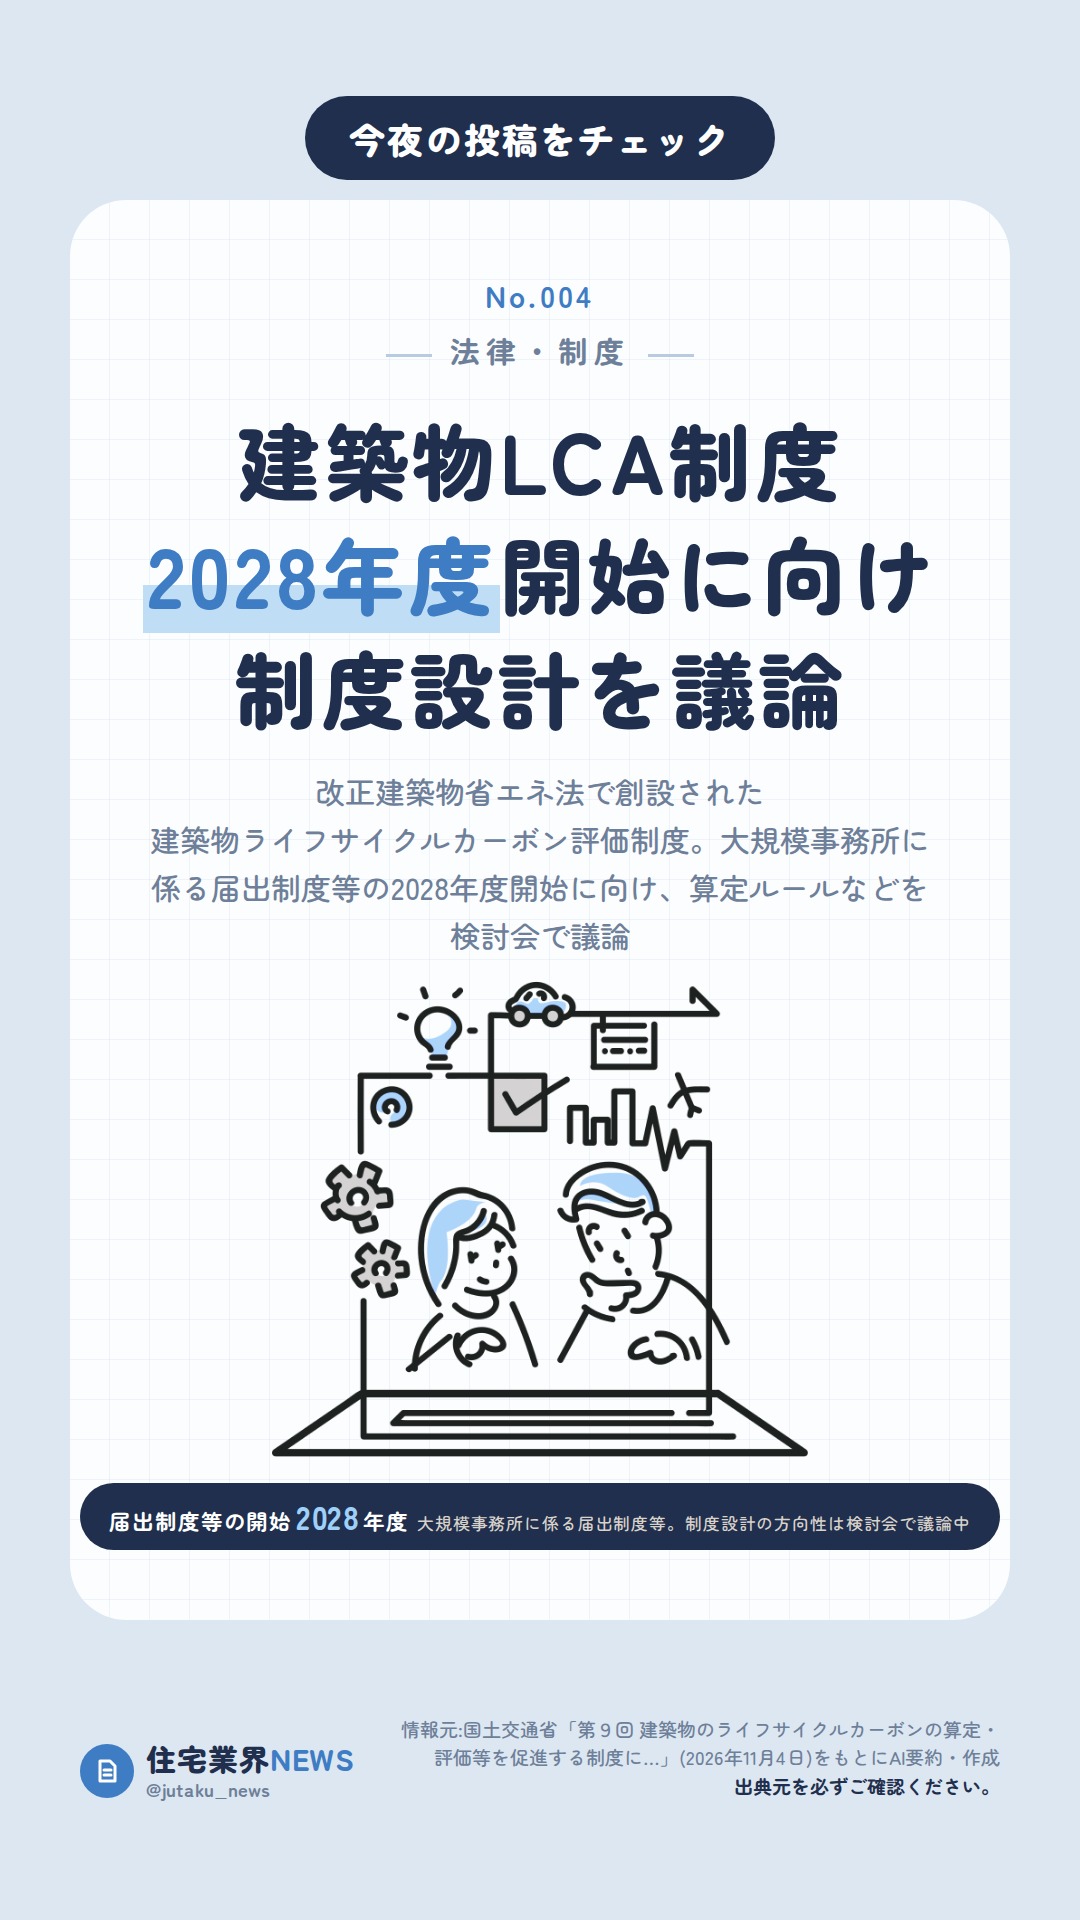 今夜の投稿をチェック
No.004
法律・制度
建築物LCA制度
2028年度開始に向け
制度設計を議論
改正建築物省エネ法で創設された
建築物ライフサイクルカーボン評価制度。大規模事務所に
係る届出制度等の2028年度開始に向け、算定ルールなどを
検討会で議論
届出制度等の開始 2028 年度 大規模事務所に係る届出制度等。制度設計の方向性は検討会で議論中
情報元:国土交通省「第９回 建築物のライフサイクルカーボンの算定・
評価等を促進する制度に…」(2026年11月4日)をもとにAI要約・作成
出典元を必ずご確認ください。
住宅業界NEWS
@jutaku_news